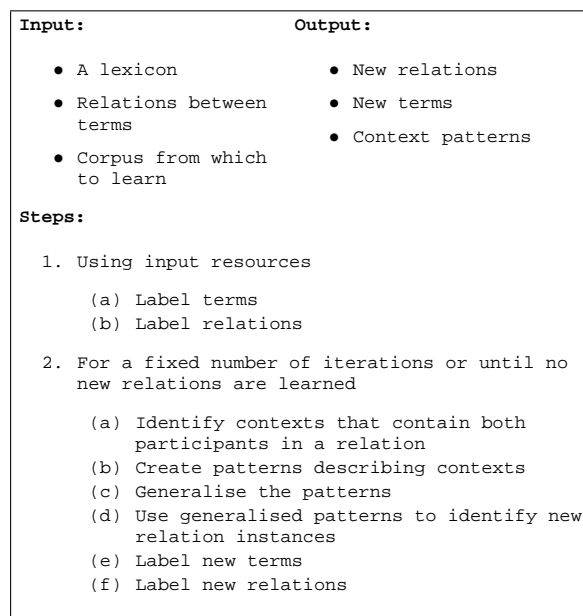 Input: Output:
● A lexicon
● Relations between
terms
● Corpus from which
to learn
● New relations
● New terms
● Context patterns
Steps:
1. Using input resources
(a) Label terms
(b) Label relations
2. For a fixed number of iterations or until no
new relations are learned
(a) Identify contexts that contain both
participants in a relation
(b) Create patterns describing contexts
(c) Generalise the patterns
(d) Use generalised patterns to identify new
relation instances
(e) Label new terms
(f) Label new relations